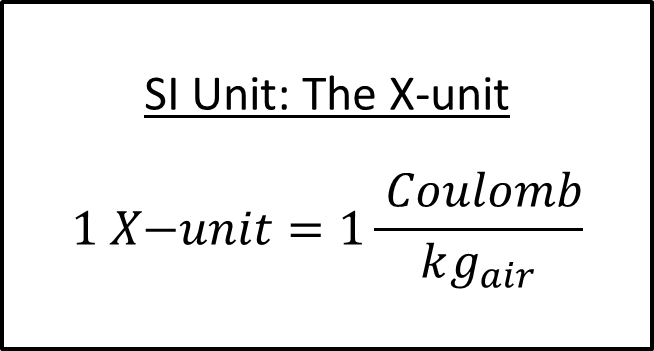 SI Unit: The X-unit
1 X−unit = 1 Coulomb / kg_air